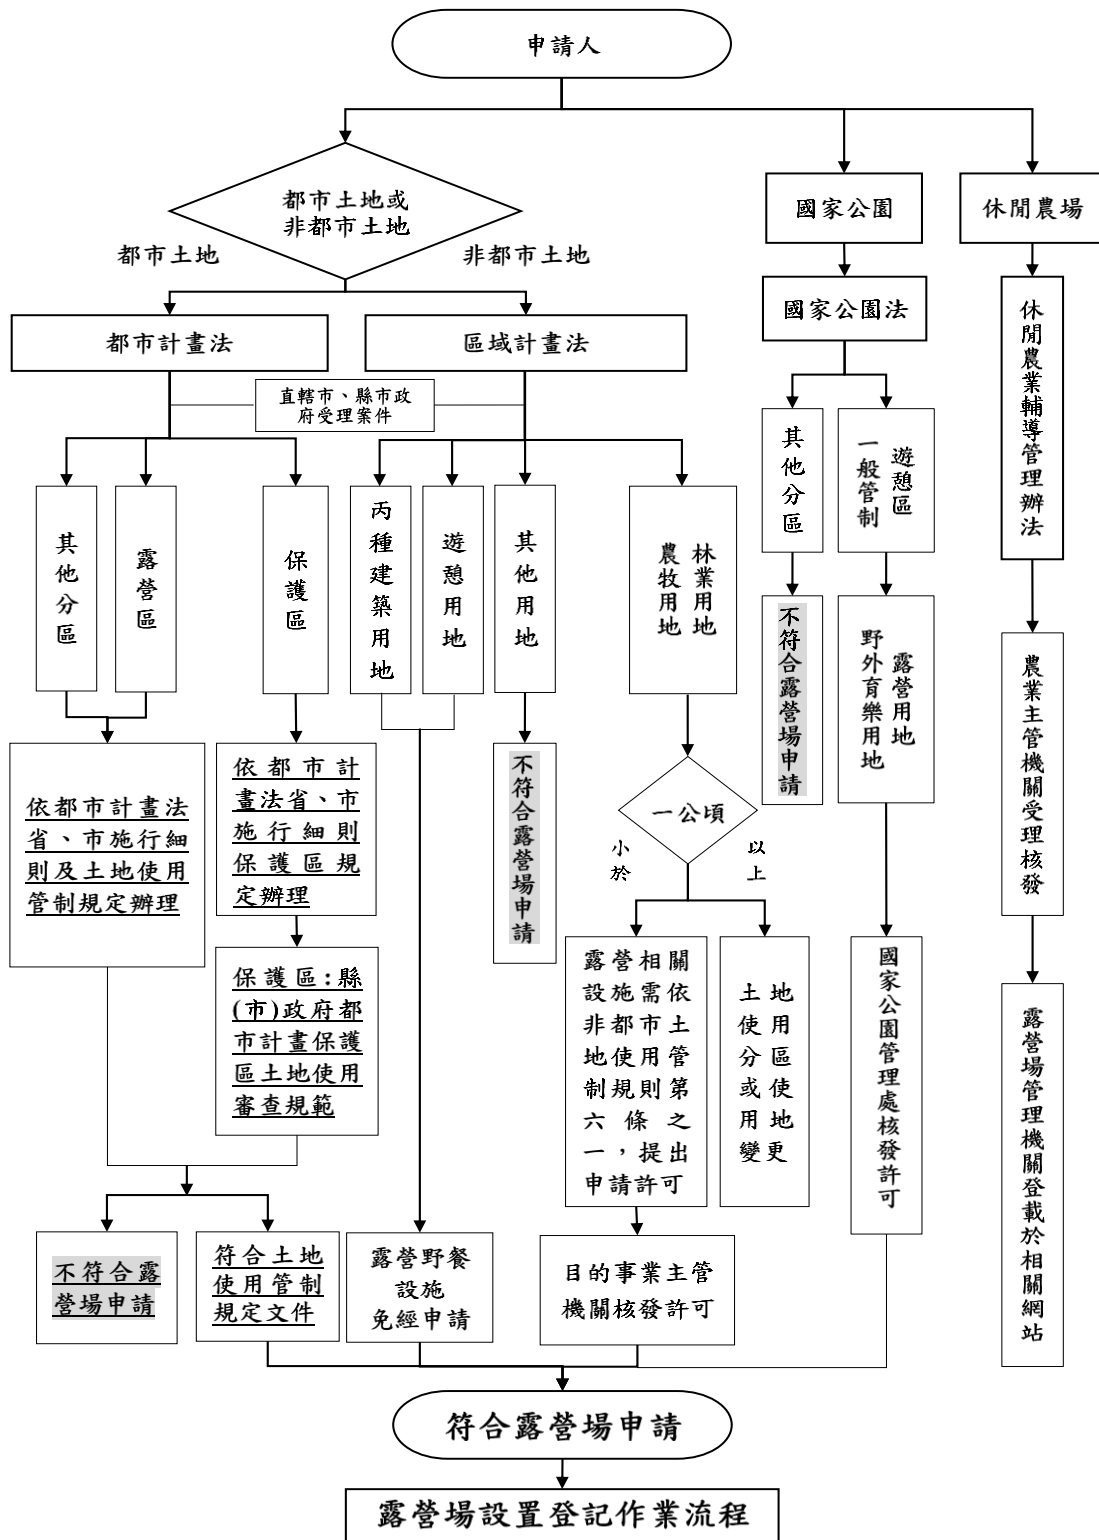 申請人
都市土地或
非都市土地
都市土地
非都市土地
國家公園
休閒農場
都市計畫法
區域計畫法
國家公園法
休閒農業輔導管理辦法
直轄市、縣市政
府受理案件
其他分區
露營區
保護區
丙種建築用地
遊憩用地
其他用地
林業用地
農牧用地
其他分區
遊憩區
一般管制
不符合露營場申請
露營用地
野外育樂用地
農業主管機關受理核發
依都市計畫法
省、市施行細
則及土地使用
管制規定辦理
依都市計
畫法省、市
施行細則
保護區規
定辦理
不符合露營場申請
一公頃
小於
以上
保護區:縣
(市)政府都
市計畫保護
區土地使用
審查規範
露營相關
設施需依
非都市土
地使用管
制規則第
六條之
一，提出
申請許可
土地
使用
分區
或使
用地
變更
國家公園管理處核發許可
露營場管理機關登載於相關網站
不符合露
營場申請
符合土地
使用管制
規定文件
露營野餐
設施
免經申請
目的事業主管
機關核發許可
符合露營場申請
露營場設置登記作業流程